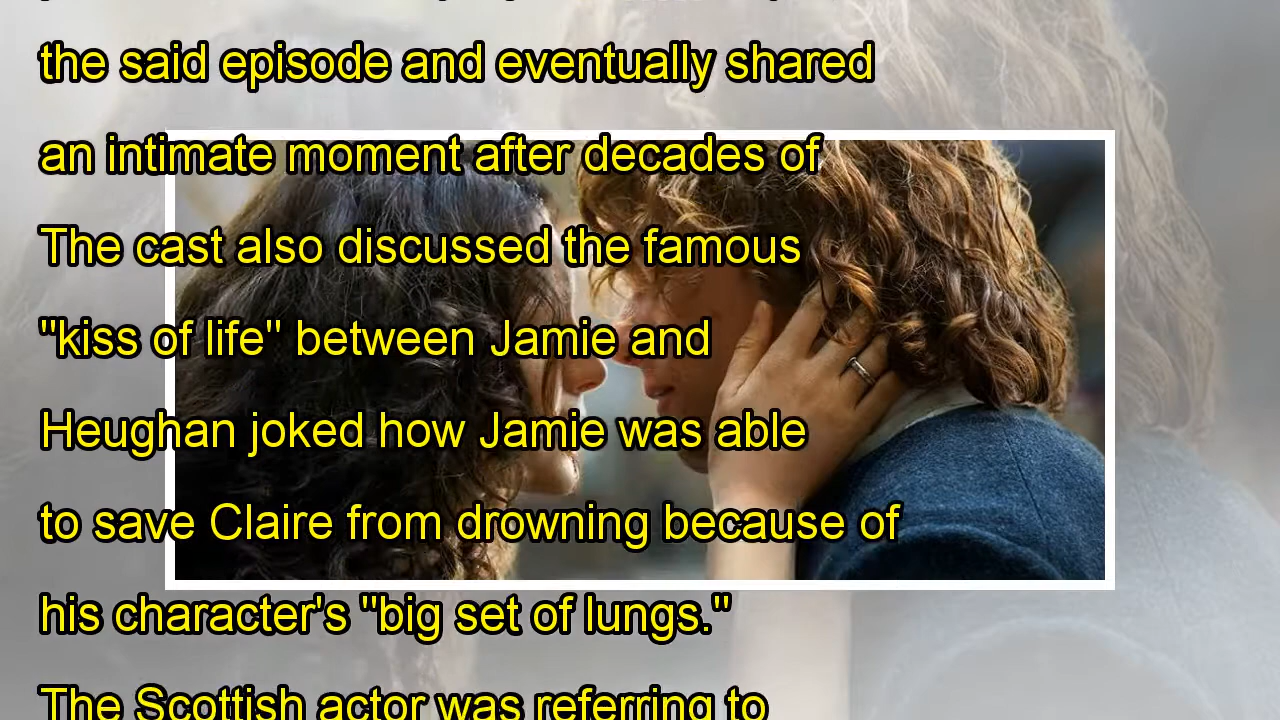 the said episode and eventually shared
an intimate moment after decades of
The cast also discussed the famous
"kiss of life" between Jamie and
Heughan joked how Jamie was able
to save Claire from drowning because of
his character's "big set of lungs."
The Scottish actor was referring to